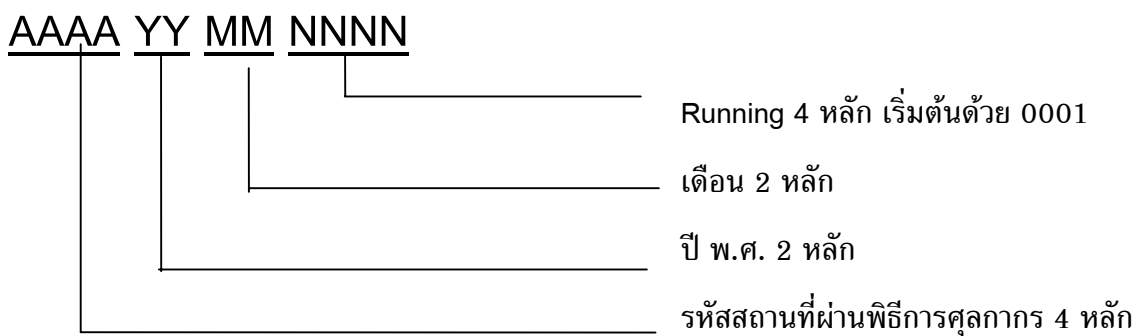 AAAA YY MM NNNN
Running 4 หลัก เริ่มต้นด้วย 0001
เดือน 2 หลัก
ปี พ.ศ. 2 หลัก
รหัสสถานที่ผ่านพิธีการศุลกากร 4 หลัก